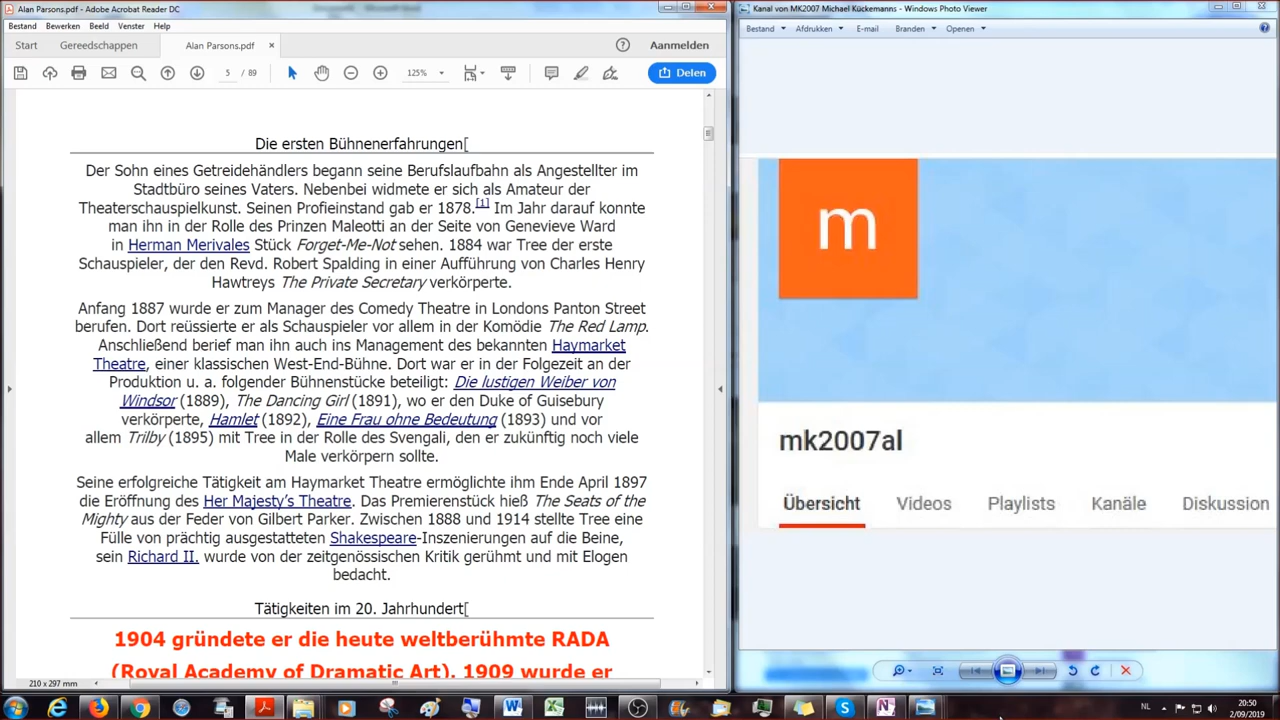 Alan Parsons.pdf - Adobe Acrobat Reader DC
Bestand Bewerken Beeld Venster Help
Start Gereedschappen Alan Parsons.pdf × Aanmelden
5 / 89 125% Delen
Die ersten Bühnenerfahrungen[
Der Sohn eines Getreidehändlers begann seine Berufslaufbahn als Angestellter im
Stadtbüro seines Vaters. Nebenbei widmete er sich als Amateur der
Theaterschauspielkunst. Seinen Profieinstand gab er 1878.[1] Im Jahr darauf konnte
man ihn in der Rolle des Prinzen Maleotti an der Seite von Genevieve Ward
in Herman Merivales Stück Forget-Me-Not sehen. 1884 war Tree der erste
Schauspieler, der den Revd. Robert Spalding in einer Aufführung von Charles Henry
Hawtreys The Private Secretary verkörperte.
Anfang 1887 wurde er zum Manager des Comedy Theatre in Londons Panton Street
berufen. Dort reüssierte er als Schauspieler vor allem in der Komödie The Red Lamp.
Anschließend berief man ihn auch ins Management des bekannten Haymarket
Theatre, einer klassischen West-End-Bühne. Dort war er in der Folgezeit an der
Produktion u. a. folgender Bühnenstücke beteiligt: Die lustigen Weiber von
Windsor (1889), The Dancing Girl (1891), wo er den Duke of Guisebury
verkörperte, Hamlet (1892), Eine Frau ohne Bedeutung (1893) und vor
allem Trilby (1895) mit Tree in der Rolle des Svengali, den er zukünftig noch viele
Male verkörpern sollte.
Seine erfolgreiche Tätigkeit am Haymarket Theatre ermöglichte ihm Ende April 1897
die Eröffnung des Her Majesty's Theatre. Das Premierenstück hieß The Seats of the
Mighty aus der Feder von Gilbert Parker. Zwischen 1888 und 1914 stellte Tree eine
Fülle von prächtig ausgestatteten Shakespeare-Inszenierungen auf die Beine,
sein Richard II. wurde von der zeitgenössischen Kritik gerühmt und mit Elogen
bedacht.
Tätigkeiten im 20. Jahrhundert[
1904 gründete er die heute weltberühmte RADA
(Royal Academy of Dramatic Art). 1909 wurde er
210 x 297 mm
Kanal von MK2007 Michael Kückemanns - Windows Photo Viewer
Bestand Afdrukken E-mail Branden Openen
m
mk2007al
Übersicht Videos Playlists Kanäle Diskussion
NL 20:50
2/09/2019